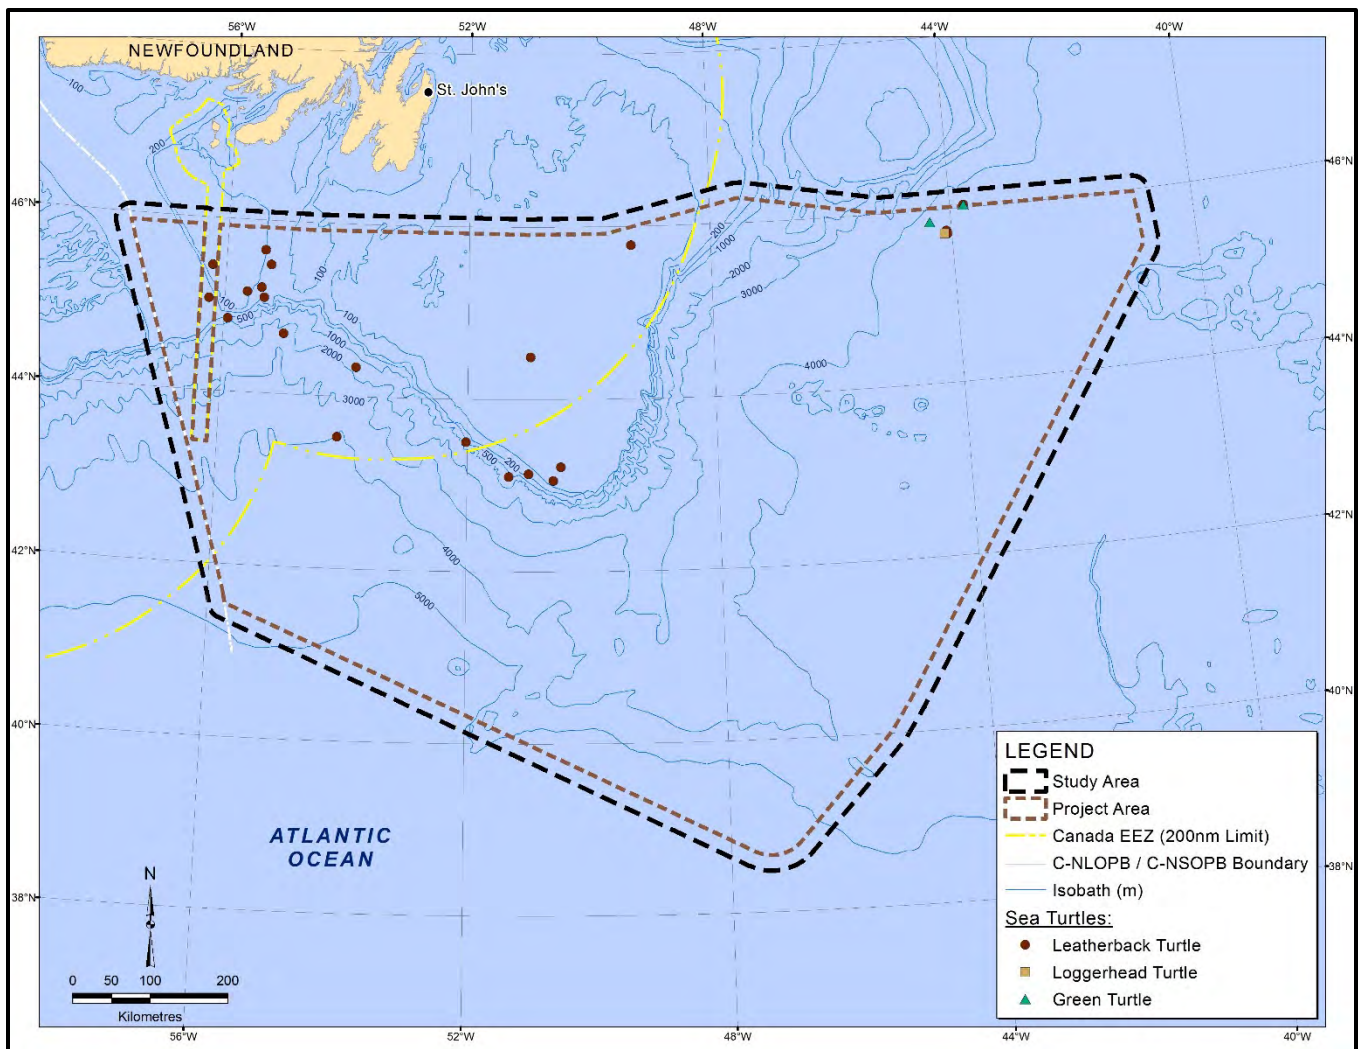 56°W 52°W 48°W 44°W 40°W
NEWFOUNDLAND
100
St. John's
200
46°W
46°W
200
1000
2000
3000
100
100
500
100
1000
2000
3000
4000
44°W
44°W
500
200
42°W
42°W
4000
5000
40°W
40°W
ATLANTIC
OCEAN
38°W
38°N
N
0 50 100 200
Kilometres
LEGEND
Study Area
Project Area
Canada EEZ (200nm Limit)
C-NLOPB / C-NSOPB Boundary
Isobath (m)
Sea Turtles:
Leatherback Turtle
Loggerhead Turtle
Green Turtle
56°W 52°W 48°W 44°W 40°W